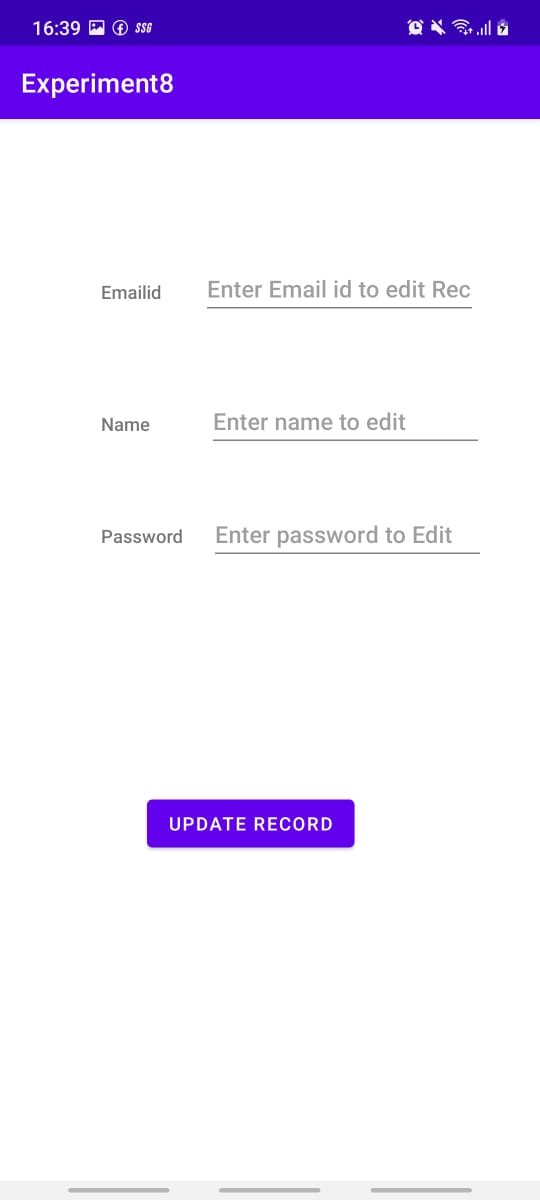 16:39 SSG
Experiment8
Emailid Enter Email id to edit Rec
Name Enter name to edit
Password Enter password to Edit
UPDATE RECORD